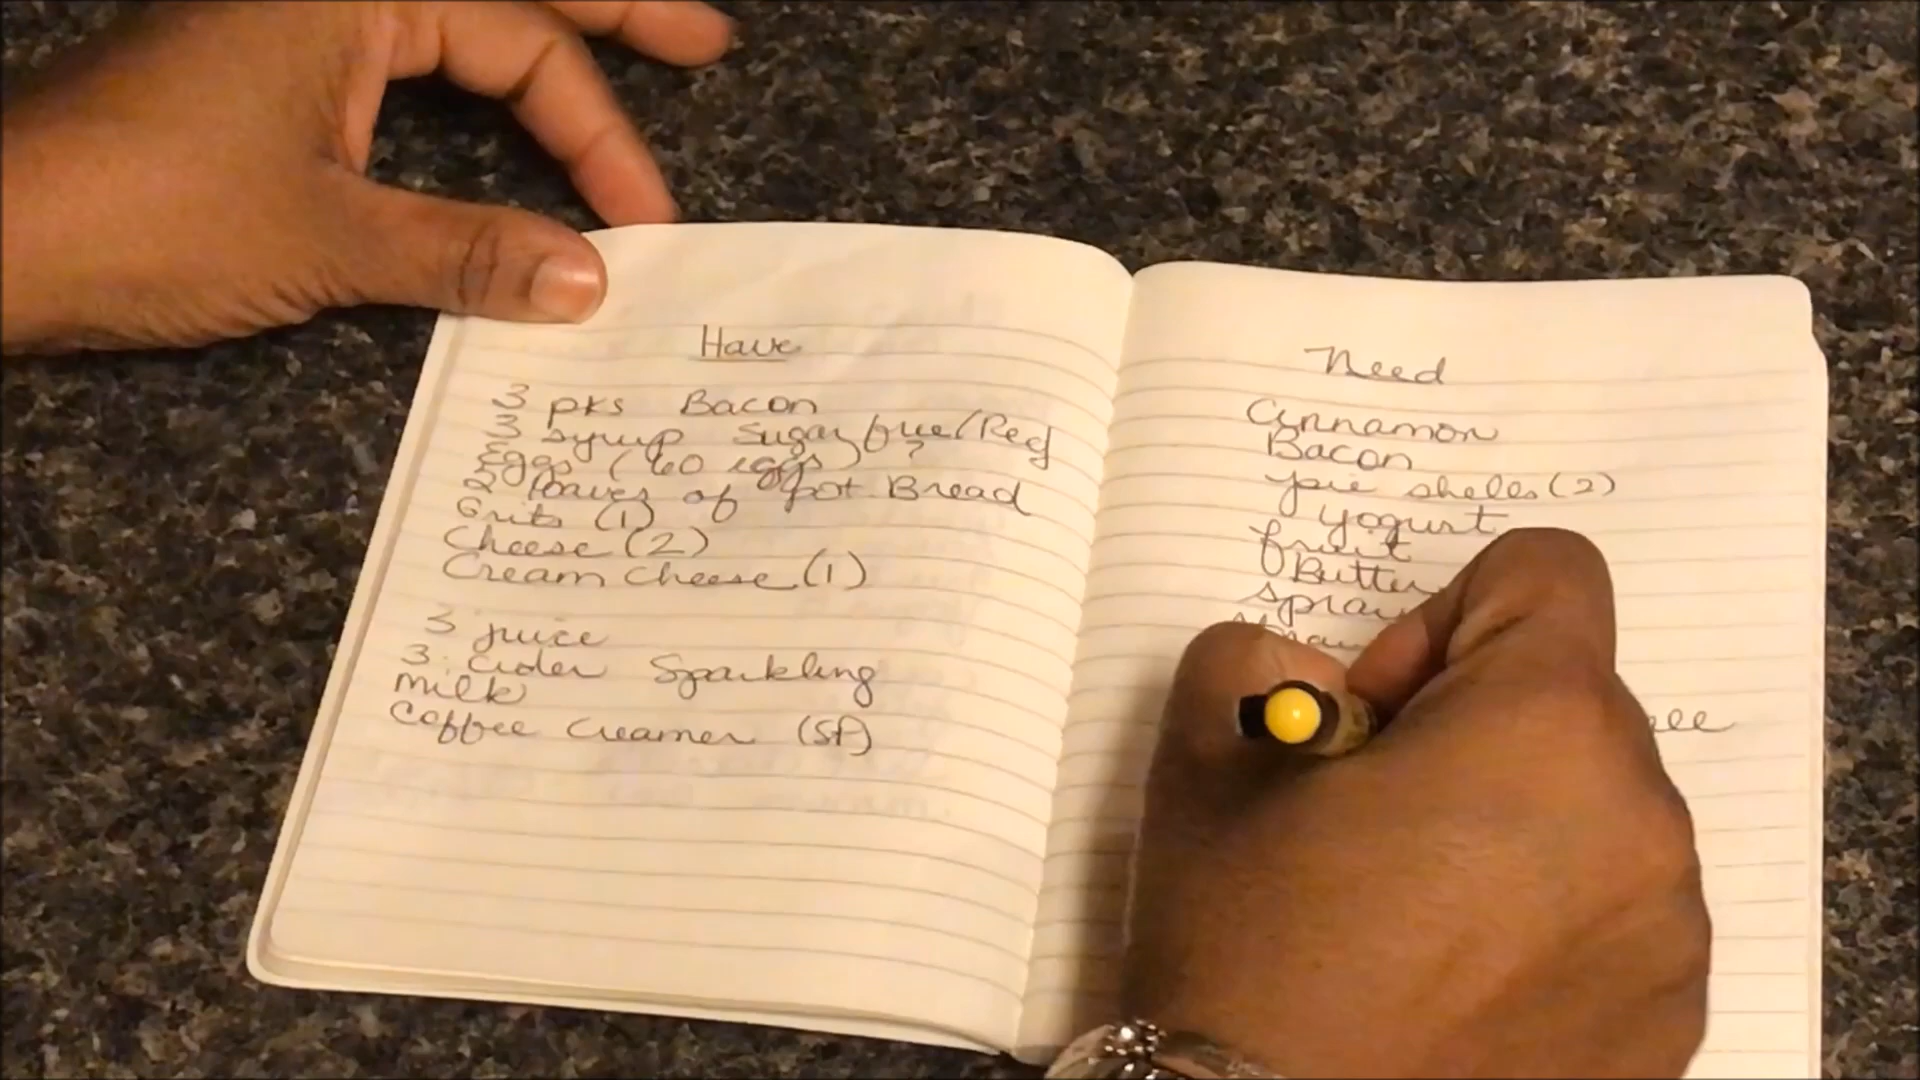 Have
3 pks Bacon
3 syrup Sugar free/Reg
Eggs (60 eggs) ?
2 loaves of pot. Bread
Grits (1)
Cheese (2)
Cream cheese (1)
3 juice
3 cider Sparkling
Milk
Coffee Creamer (SF)
Need
Cinnamon
Bacon
pie shells (2)
yogurt
fruit
Butter
spray